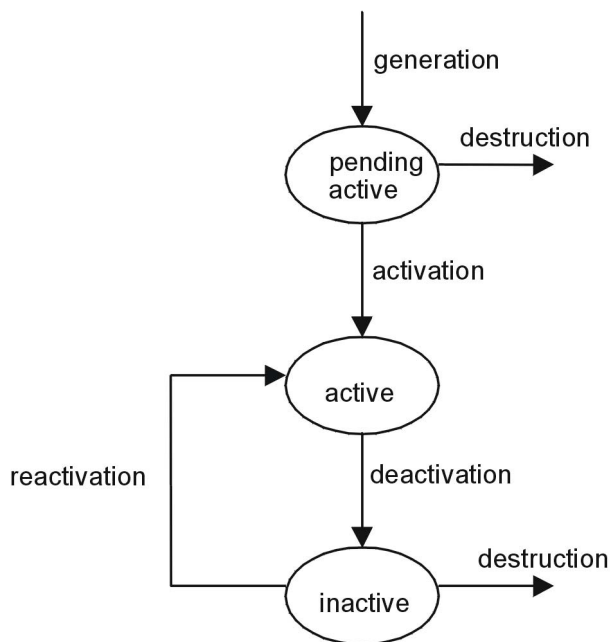 generation
destruction
pending
active
activation
active
reactivation
deactivation
destruction
inactive